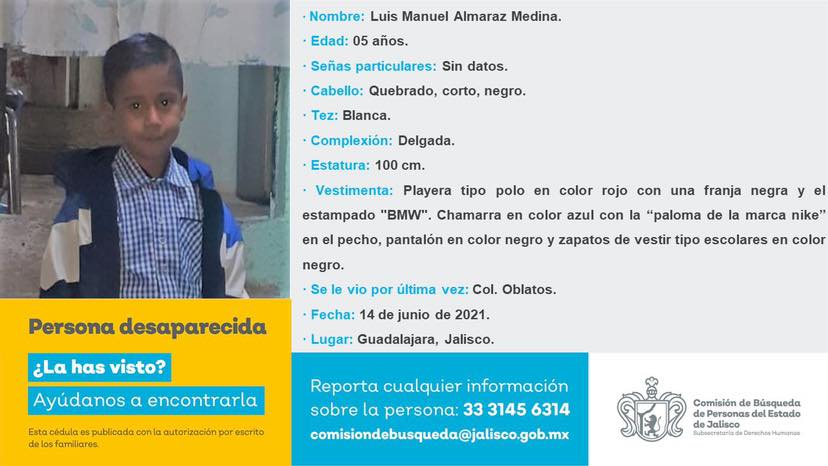 · Nombre: Luis Manuel Almaraz Medina.
· Edad: 05 años.
· Señas particulares: Sin datos.
· Cabello: Quebrado, corto, negro.
· Tez: Blanca.
· Complexión: Delgada.
· Estatura: 100 cm.
· Vestimenta: Playera tipo polo en color rojo con una franja negra y el
estampado "BMW". Chamarra en color azul con la “paloma de la marca nike”
en el pecho, pantalón en color negro y zapatos de vestir tipo escolares en color
negro.
· Se le vio por última vez: Col. Oblatos.
· Fecha: 14 de junio de 2021.
· Lugar: Guadalajara, Jalisco.
Persona desaparecida
¿La has visto?
Ayúdanos a encontrarla
Esta cédula es publicada con la autorización por escrito
de los familiares.
Reporta cualquier información
sobre la persona: 33 3145 6314
comisiondebusqueda@jalisco.gob.mx
Comisión de Búsqueda
de Personas del Estado
de Jalisco
Subsecretaría de Derechos Humanos